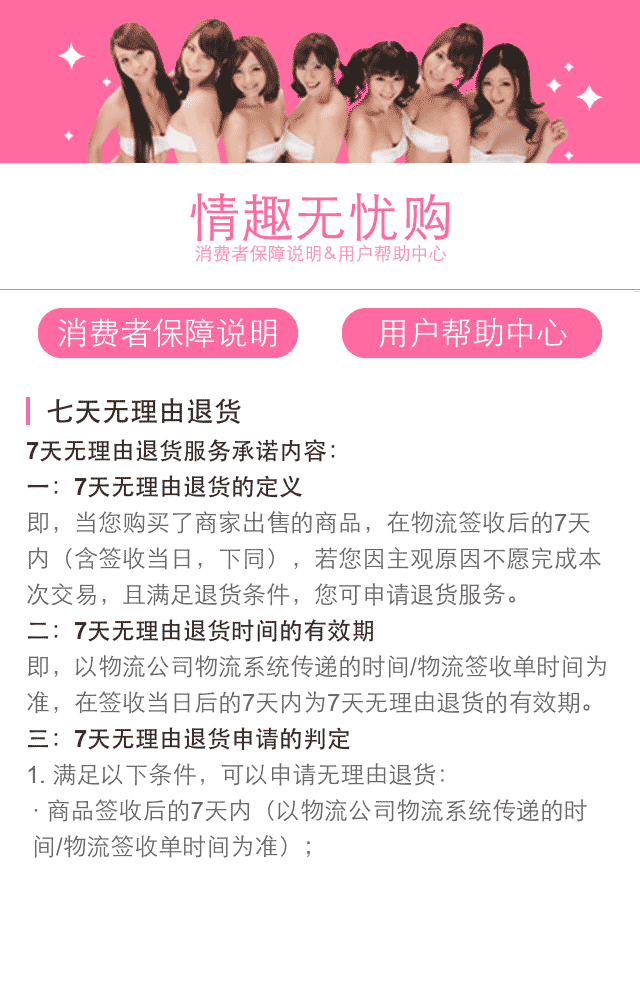 情趣无忧购
消费者保障说明&用户帮助中心
消费者保障说明
用户帮助中心
七天无理由退货
7天无理由退货服务承诺内容：
一：7天无理由退货的定义
即，当您购买了商家出售的商品，在物流签收后的7天
内（含签收当日，下同），若您因主观原因不愿完成本
次交易，且满足退货条件，您可申请退货服务。
二：7天无理由退货时间的有效期
即，以物流公司物流系统传递的时间/物流签收单时间为
准，在签收当日后的7天内为7天无理由退货的有效期。
三：7天无理由退货申请的判定
1. 满足以下条件，可以申请无理由退货：
· 商品签收后的7天内（以物流公司物流系统传递的时
间/物流签收单时间为准）；